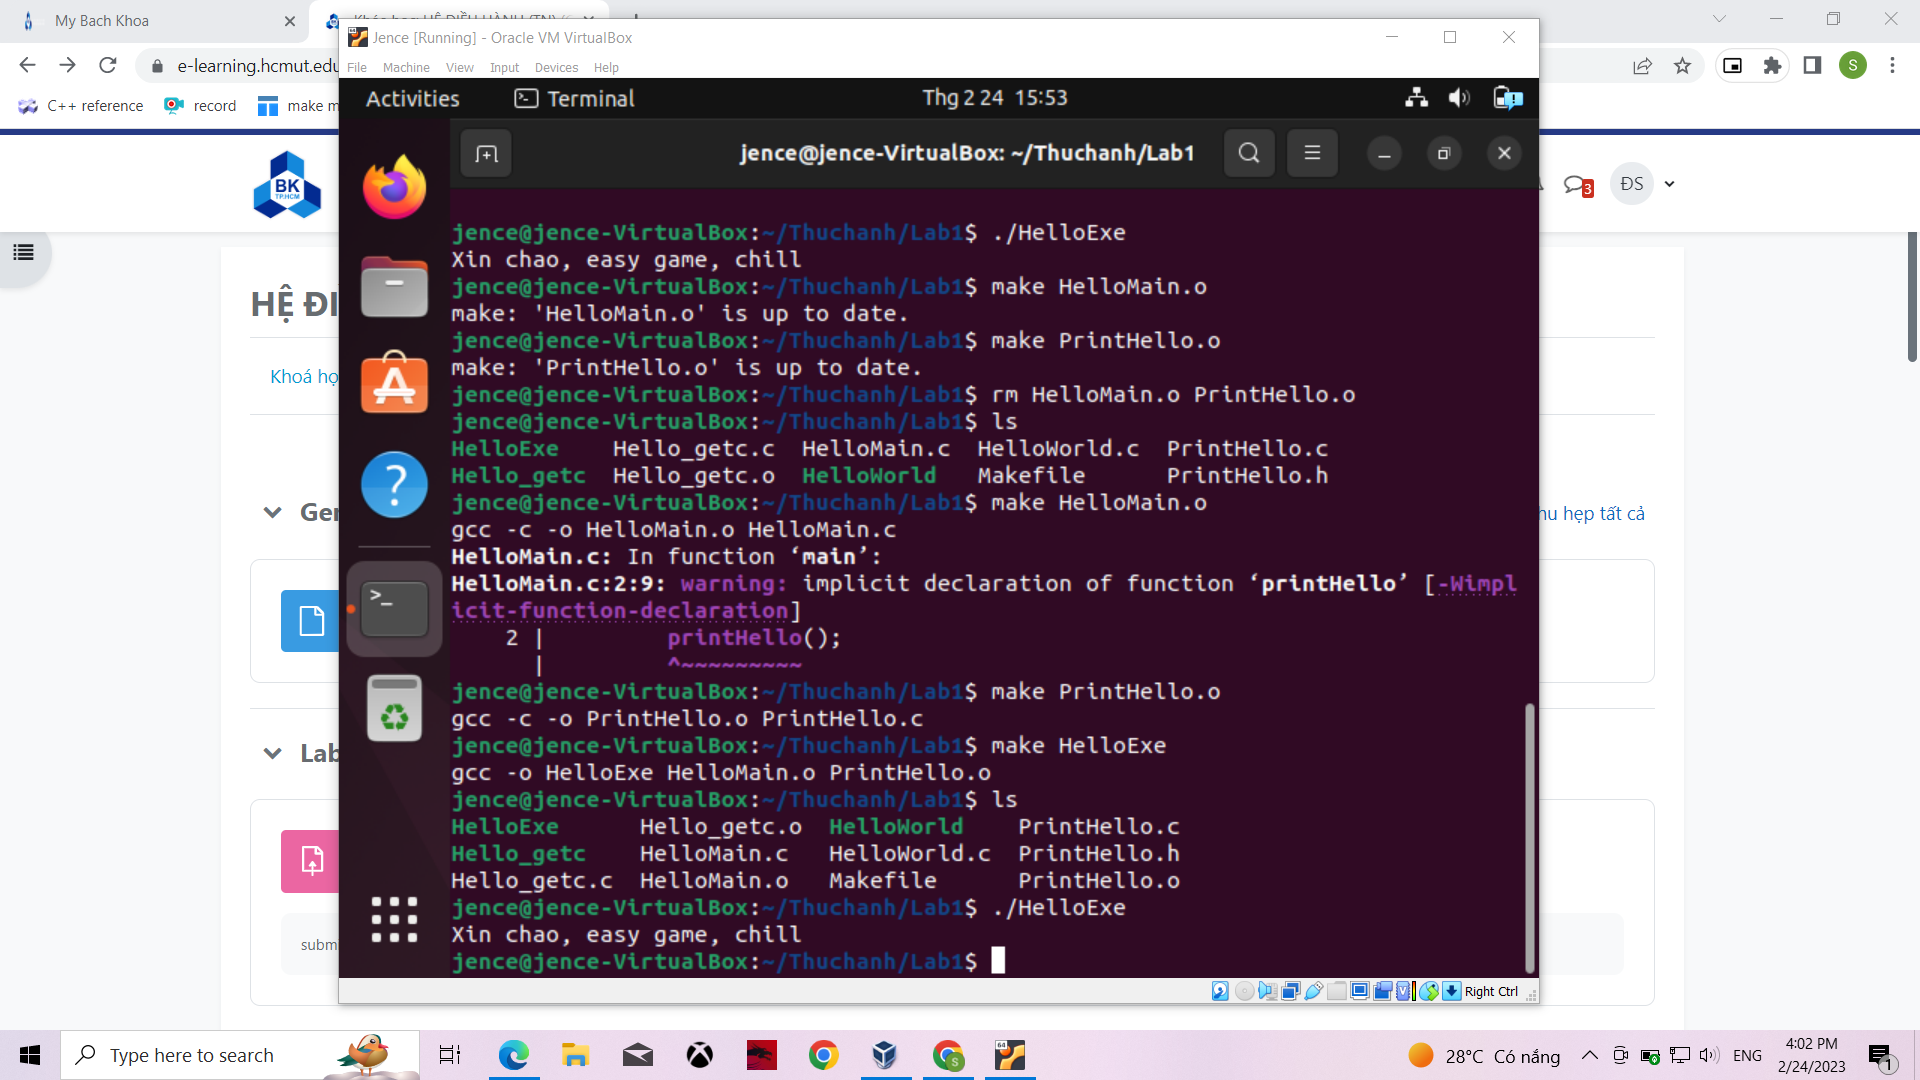 My Bach Khoa
Jence [Running] - Oracle VM VirtualBox
File Machine View Input Devices Help
e-learning.hcmut.edu
S
C++ reference record make m
Activities Terminal Thg 2 24 15:53
jence@jence-VirtualBox: ~/Thuchanh/Lab1
BK
TP.HCM
3
ĐS
jence@jence-VirtualBox:~/Thuchanh/Lab1$ ./HelloExe
Xin chao, easy game, chill
jence@jence-VirtualBox:~/Thuchanh/Lab1$ make HelloMain.o
make: 'HelloMain.o' is up to date.
jence@jence-VirtualBox:~/Thuchanh/Lab1$ make PrintHello.o
make: 'PrintHello.o' is up to date.
jence@jence-VirtualBox:~/Thuchanh/Lab1$ rm HelloMain.o PrintHello.o
jence@jence-VirtualBox:~/Thuchanh/Lab1$ ls
HelloExe Hello_getc.c HelloMain.c HelloWorld.c PrintHello.c
Hello_getc Hello_getc.o HelloWorld Makefile PrintHello.h
jence@jence-VirtualBox:~/Thuchanh/Lab1$ make HelloMain.o
gcc -c -o HelloMain.o HelloMain.c
HelloMain.c: In function ‘main’:
HelloMain.c:2:9: warning: implicit declaration of function ‘printHello’ [-Wimpl
icit-function-declaration]
2 | printHello();
| ^~~~~~~~~~
jence@jence-VirtualBox:~/Thuchanh/Lab1$ make PrintHello.o
gcc -c -o PrintHello.o PrintHello.c
jence@jence-VirtualBox:~/Thuchanh/Lab1$ make HelloExe
gcc -o HelloExe HelloMain.o PrintHello.o
jence@jence-VirtualBox:~/Thuchanh/Lab1$ ls
HelloExe Hello_getc.o HelloWorld PrintHello.c
Hello_getc HelloMain.c HelloWorld.c PrintHello.h
Hello_getc.c HelloMain.o Makefile PrintHello.o
jence@jence-VirtualBox:~/Thuchanh/Lab1$ ./HelloExe
Xin chao, easy game, chill
jence@jence-VirtualBox:~/Thuchanh/Lab1$
HỆ ĐI
Khoá họ
Ger
hu hẹp tất cả
Lab
subm
Right Ctrl
Type here to search
28°C Có nắng
ENG
4:02 PM
2/24/2023
1